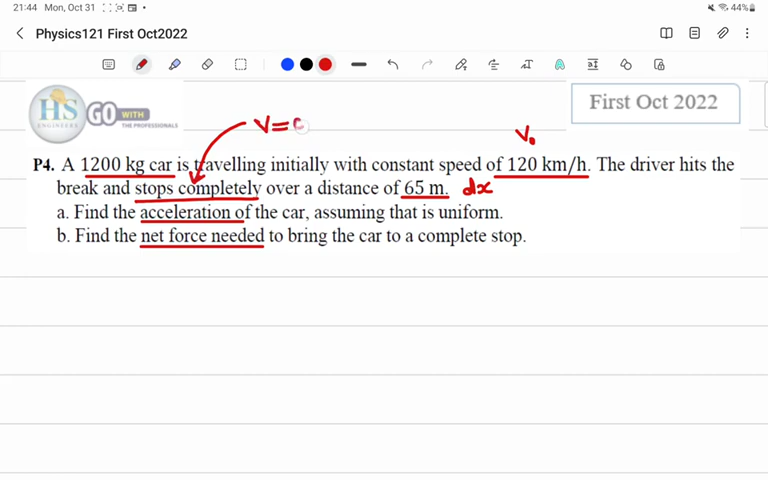 21:44 Mon, Oct 31
44%
Physics121 First Oct2022
HS GO WITH
ENGINEERS THE PROFESSIONALS
First Oct 2022
v=
v₀
P4. A 1200 kg car is travelling initially with constant speed of 120 km/h. The driver hits the
break and stops completely over a distance of 65 m. dx
a. Find the acceleration of the car, assuming that is uniform.
b. Find the net force needed to bring the car to a complete stop.